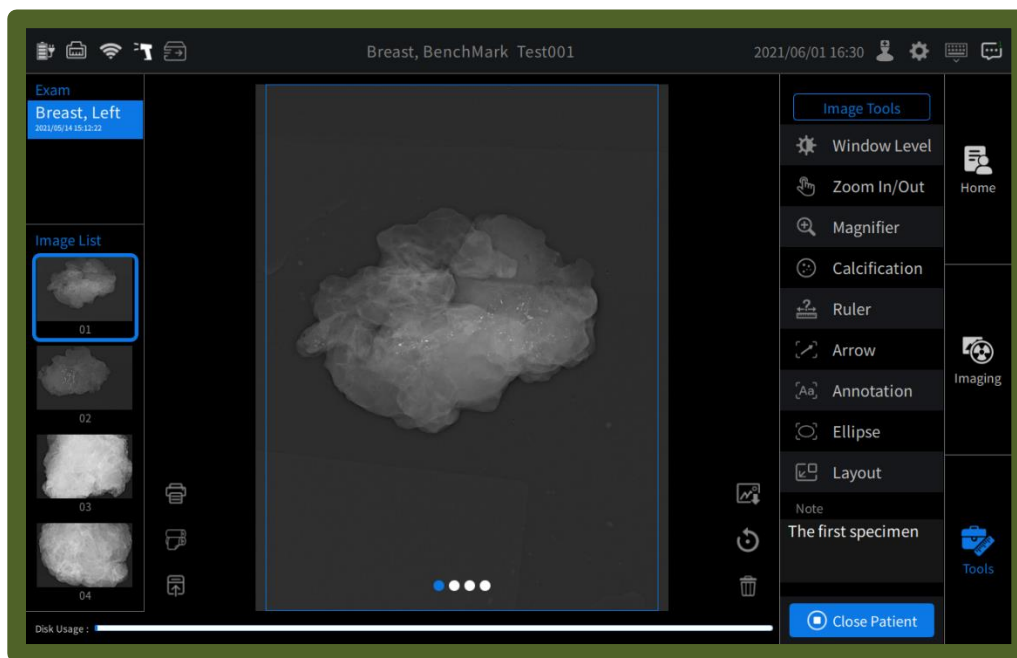 Breast, BenchMark Test001
2021/06/01 16:30
Exam
Breast, Left
2021/05/14 15:12:22
Image List
01
02
03
04
Disk Usage :
Image Tools
Window Level
Zoom In/Out
Magnifier
Calcification
Ruler
Arrow
Aa Annotation
Ellipse
Layout
Note
The first specimen
Close Patient
Home
Imaging
Tools